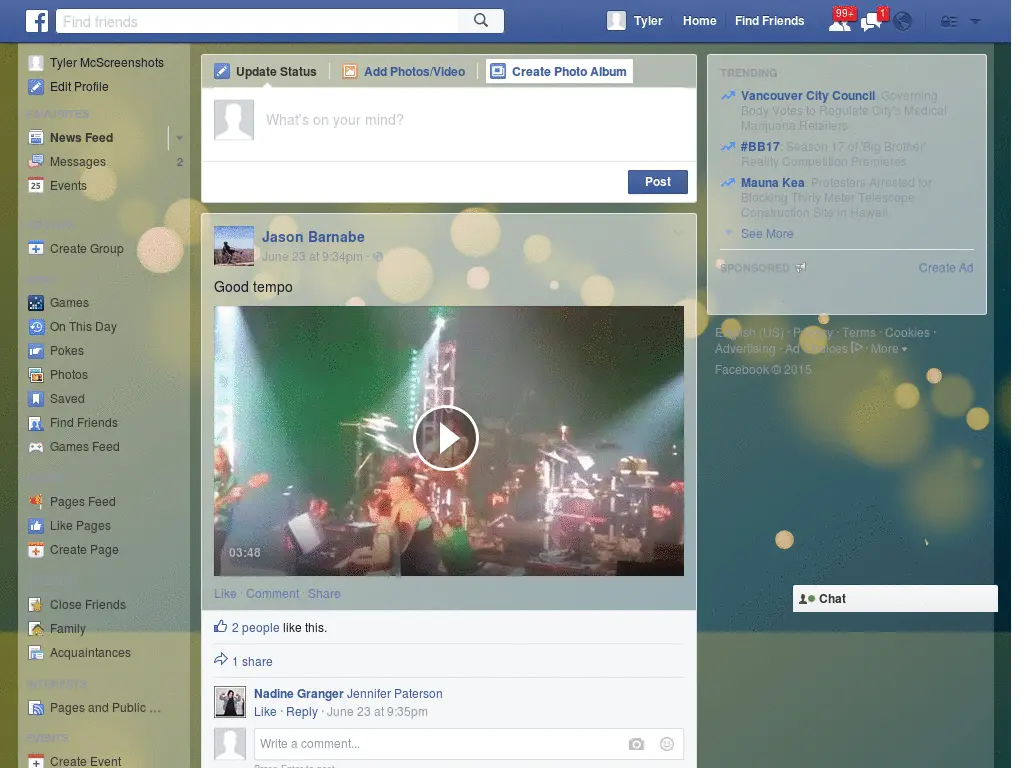 f
Find friends
Tyler
Home
Find Friends
99+
1
Tyler McScreenshots
Edit Profile
FAVORITES
News Feed
Messages
2
25
Events
Create Group
Games
On This Day
Pokes
Photos
Saved
Find Friends
Games Feed
Pages Feed
Like Pages
Create Page
Close Friends
Family
Acquaintances
INTERESTS
Pages and Public ...
EVENTS
Create Event
Update Status
Add Photos/Video
Create Photo Album
What's on your mind?
Post
Jason Barnabe
June 23 at 9:34pm ·
Good tempo
03:48
Like · Comment · Share
2 people like this.
1 share
Nadine Granger Jennifer Paterson
Like · Reply · June 23 at 9:35pm
Write a comment...
TRENDING
Vancouver City Council: Governing
Body Votes to Regulate City's Medical
Marijuana Retailers
#BB17: Season 17 of 'Big Brother'
Reality Competition Premieres
Mauna Kea: Protesters Arrested for
Blocking Thirty Meter Telescope
Construction Site in Hawaii
See More
SPONSORED
Create Ad
English (US) · Privacy · Terms · Cookies ·
Advertising · Ad Choices · More
Facebook © 2015
Chat